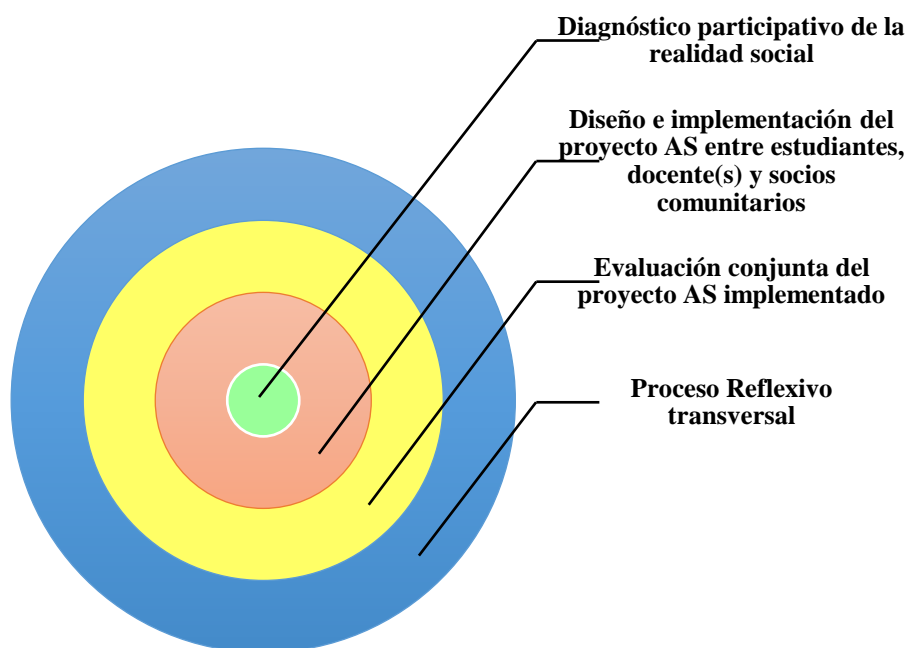 Diagnóstico participativo de la
realidad social
Diseño e implementación del
proyecto AS entre estudiantes,
docente(s) y socios
comunitarios
Evaluación conjunta del
proyecto AS implementado
Proceso Reflexivo
transversal